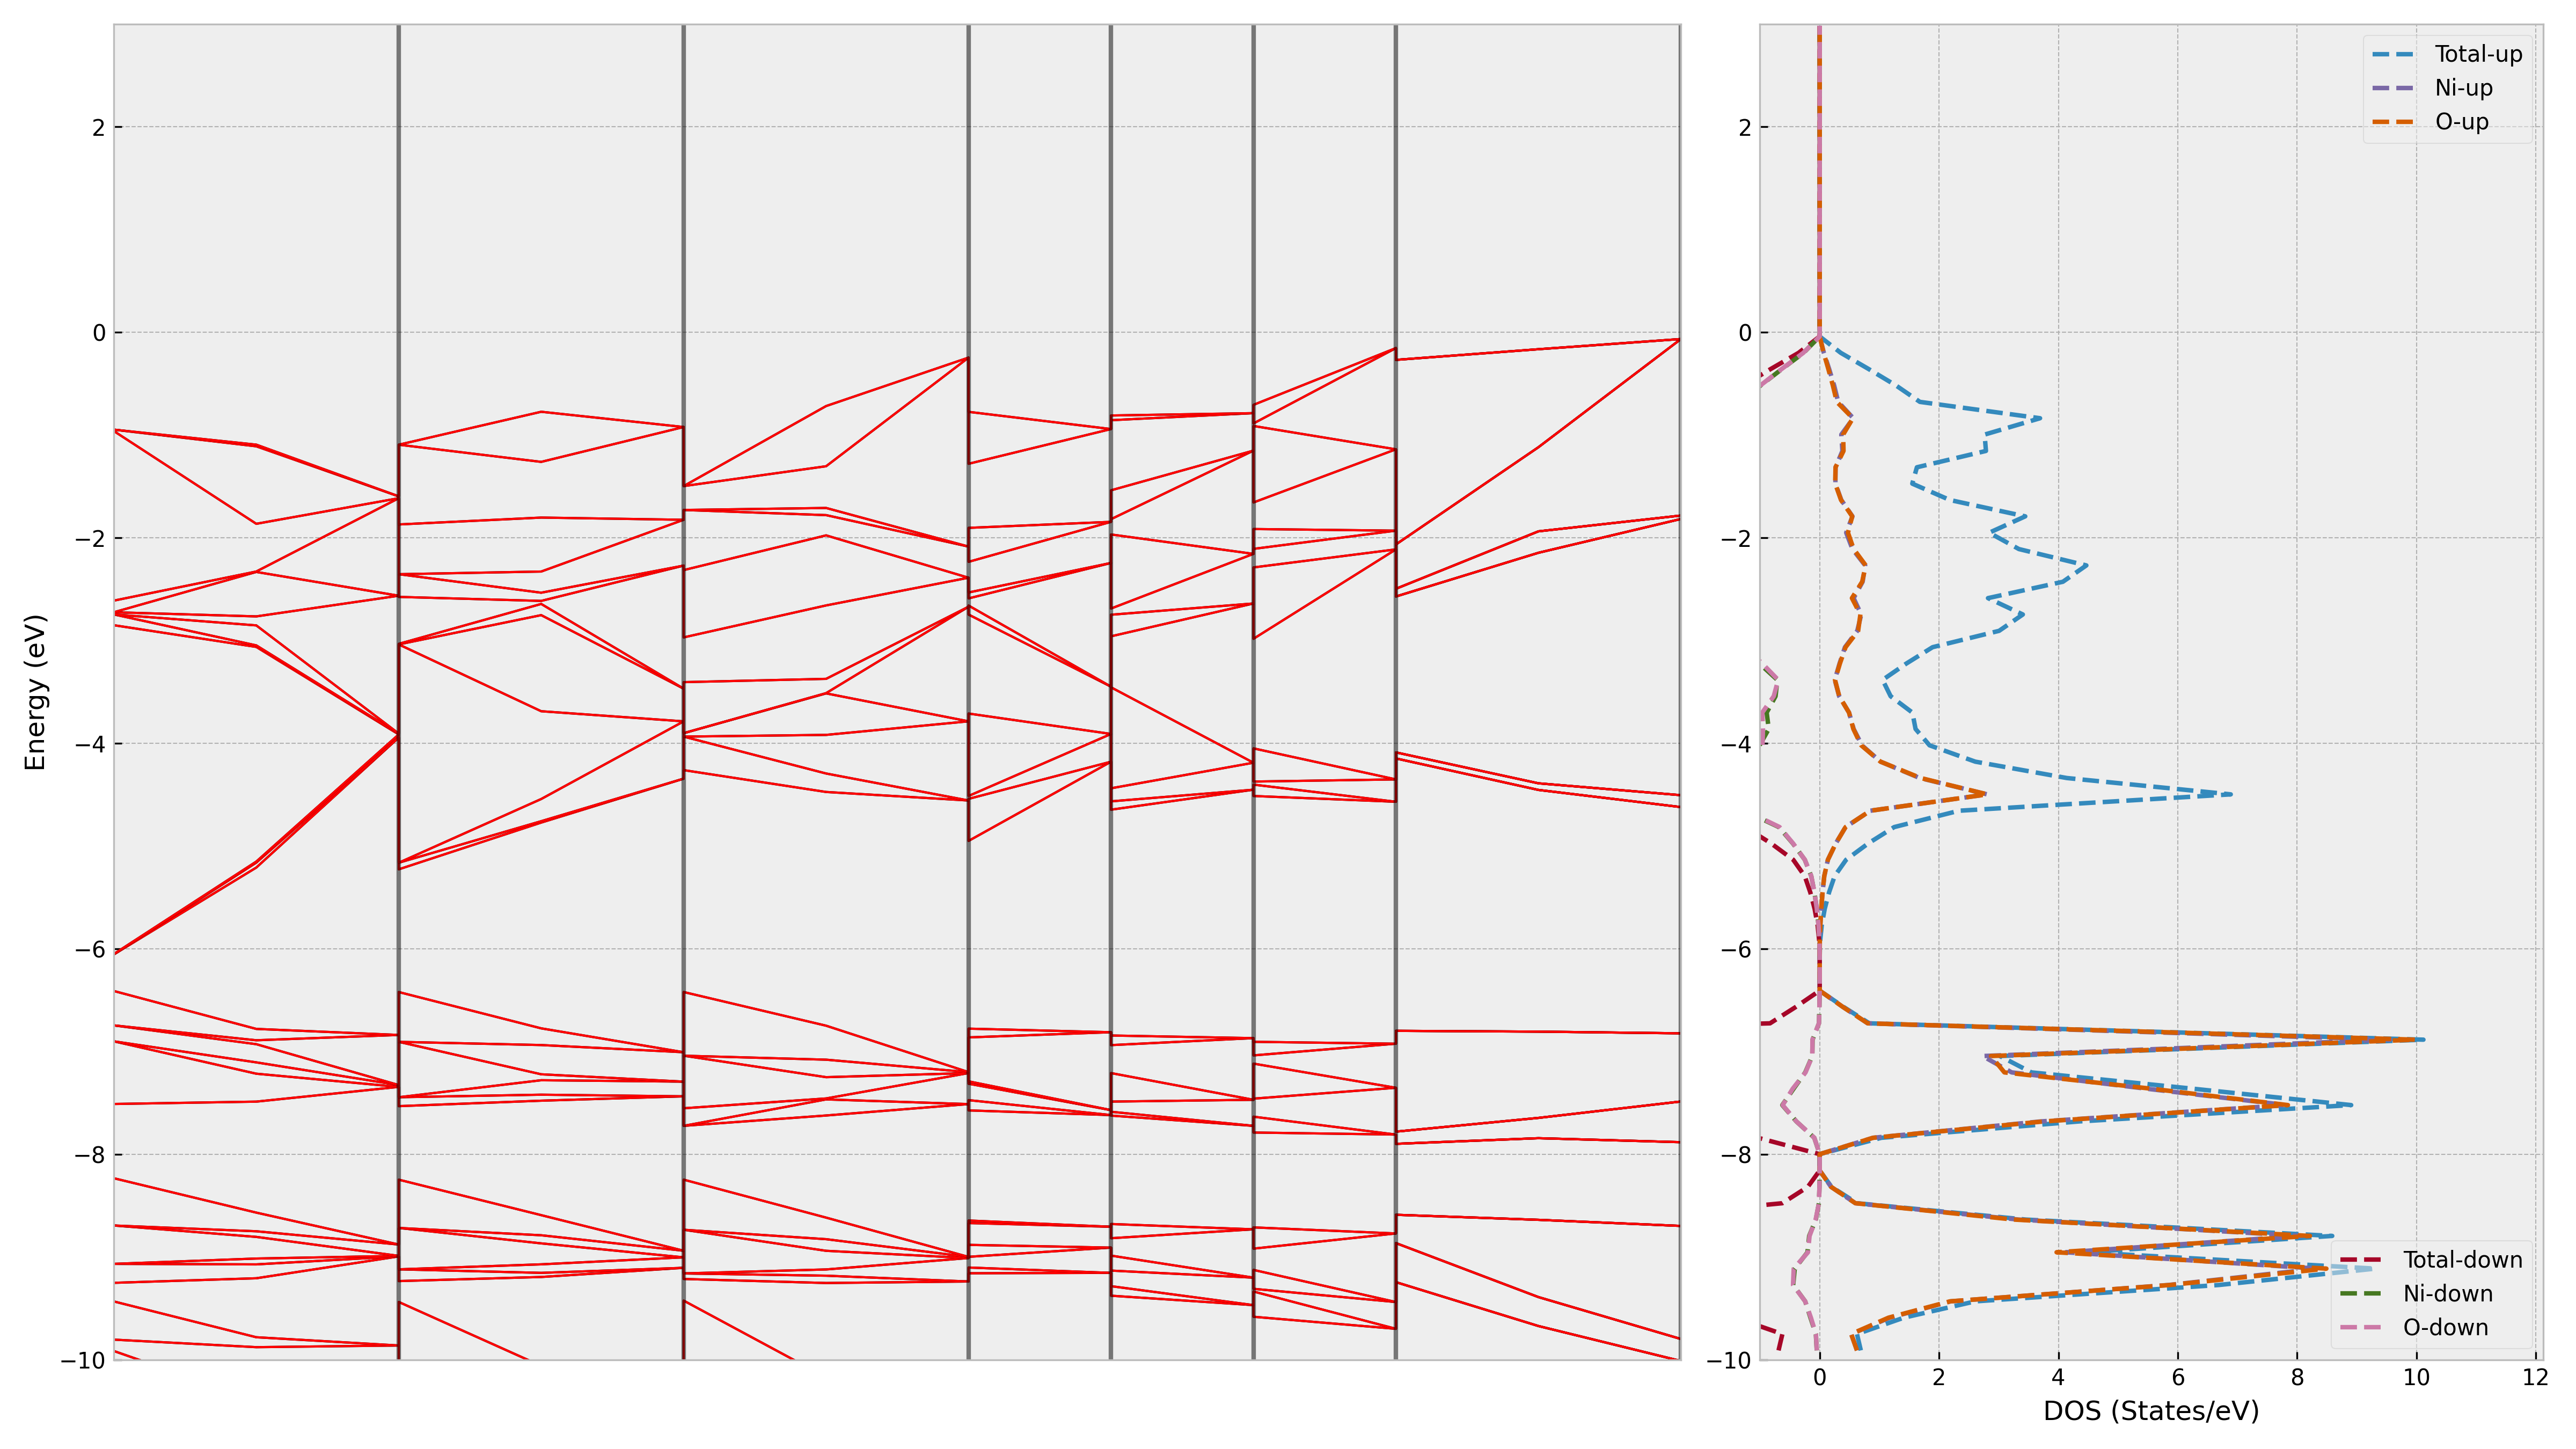 Energy (eV)
2
0
−2
−4
−6
−8
−10
2
0
−2
−4
−6
−8
−10
Total-up
Ni-up
O-up
Total-down
Ni-down
O-down
0 2 4 6 8 10 12
DOS (States/eV)